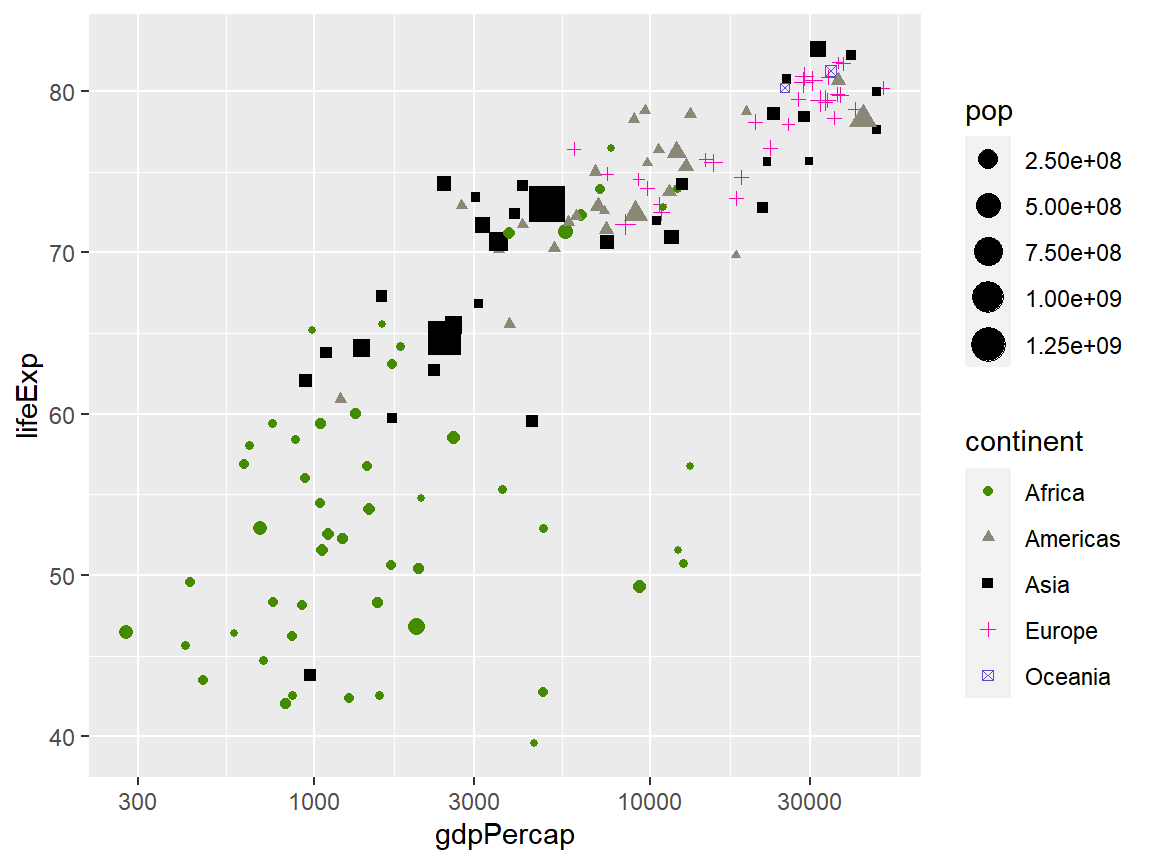 80
70
60
50
40
lifeExp
300 1000 3000 10000 30000
gdpPercap
pop
2.50e+08
5.00e+08
7.50e+08
1.00e+09
1.25e+09
continent
Africa
Americas
Asia
Europe
Oceania